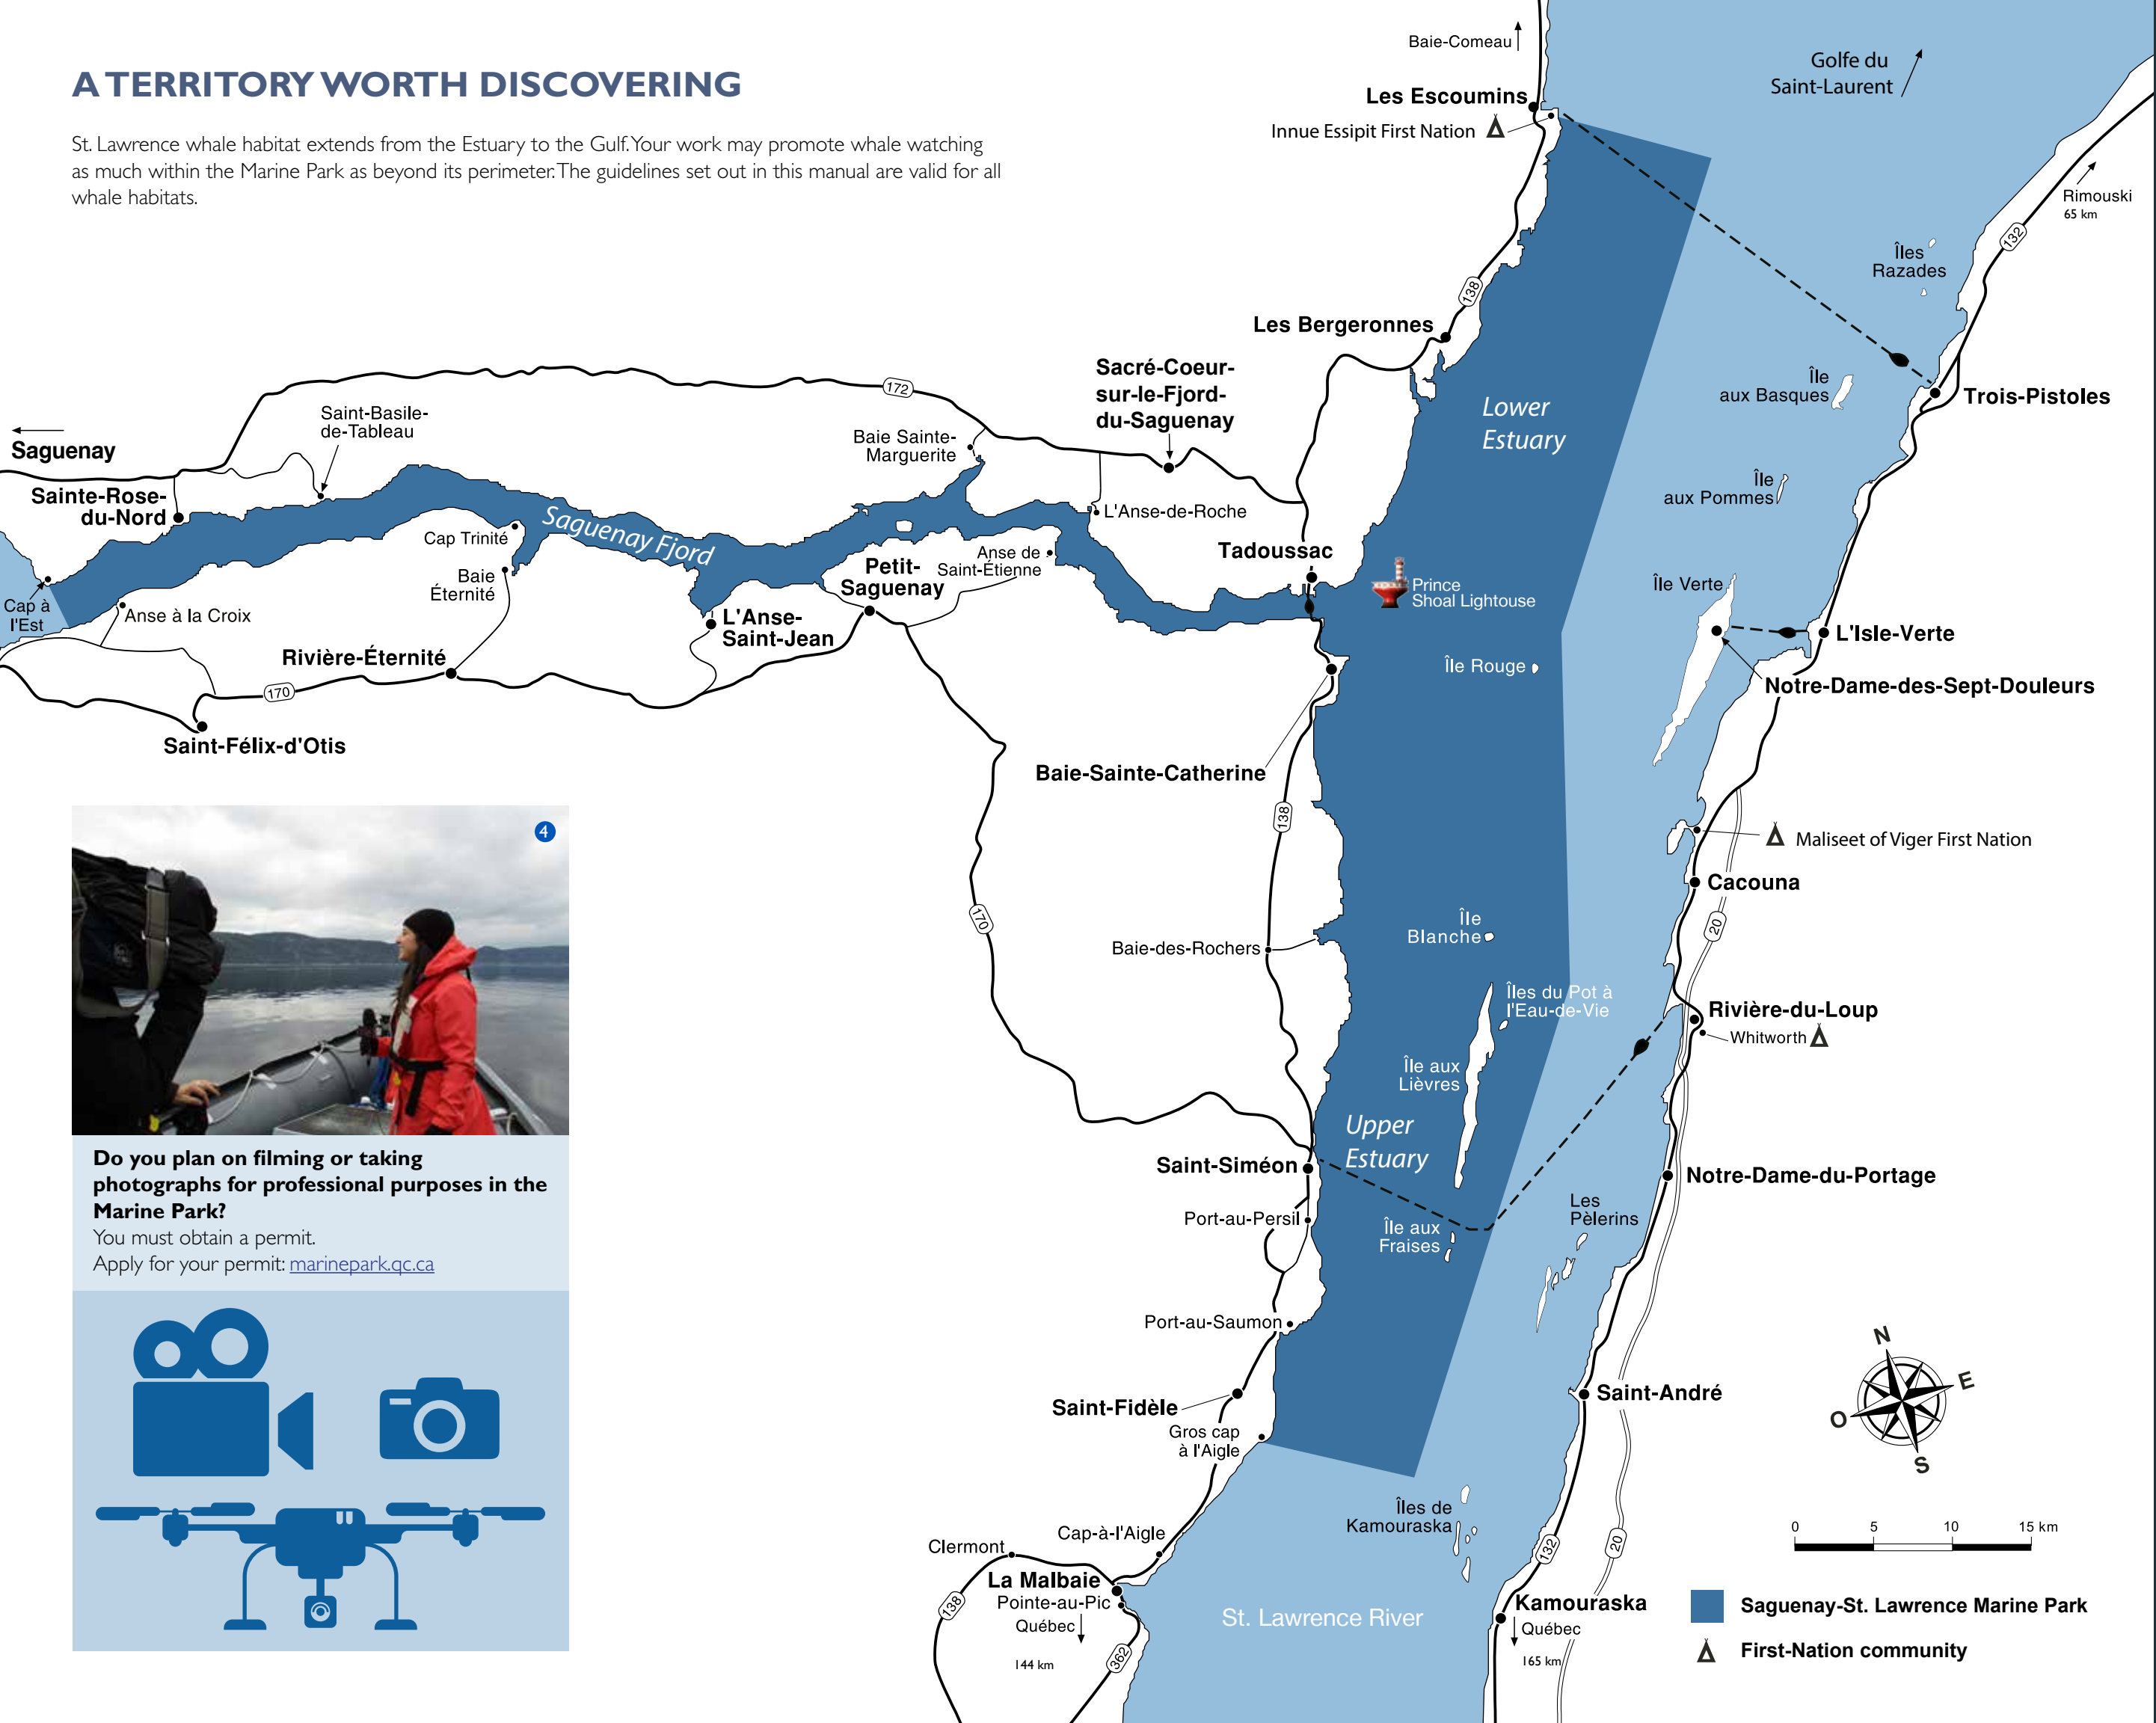 A TERRITORY WORTH DISCOVERING
St. Lawrence whale habitat extends from the Estuary to the Gulf. Your work may promote whale watching
as much within the Marine Park as beyond its perimeter. The guidelines set out in this manual are valid for all
whale habitats.
Baie-Comeau
Golfe du
Saint-Laurent
Les Escoumins
Innue Essipit First Nation
Rimouski
65 km
132
Îles
Razades
138
Les Bergeronnes
Sacré-Coeur-
sur-le-Fjord-
du-Saguenay
172
Île
aux Basques
Trois-Pistoles
Lower
Estuary
Saint-Basile-
de-Tableau
Saguenay
Baie Sainte-
Marguerite
Île
aux Pommes
Sainte-Rose-
du-Nord
Saguenay Fjord
L'Anse-de-Roche
Cap Trinité
Tadoussac
Anse de
Saint-Étienne
Petit-
Saguenay
Baie
Éternité
Prince
Shoal Lightouse
Île Verte
Cap à
l'Est
Anse à la Croix
L'Anse-
Saint-Jean
L'Isle-Verte
Rivière-Éternité
Île Rouge
Notre-Dame-des-Sept-Douleurs
170
Saint-Félix-d'Otis
Baie-Sainte-Catherine
138
Maliseet of Viger First Nation
Cacouna
170
20
Île
Blanche
Baie-des-Rochers
Îles du Pot à
l'Eau-de-Vie
Rivière-du-Loup
Whitworth
Île aux
Lièvres
Upper
Estuary
Saint-Siméon
Notre-Dame-du-Portage
Les
Pèlerins
Port-au-Persil
Île aux
Fraises
Port-au-Saumon
Saint-Fidèle
Saint-André
Gros cap
à l'Aigle
N
E
O
S
Îles de
Kamouraska
Cap-à-l'Aigle
Clermont
132
20
0 5 10 15 km
La Malbaie
Pointe-au-Pic
Québec
144 km
138
362
St. Lawrence River
Kamouraska
Québec
165 km
Saguenay-St. Lawrence Marine Park
First-Nation community
4
Do you plan on filming or taking
photographs for professional purposes in the
Marine Park?
You must obtain a permit.
Apply for your permit: marinepark.qc.ca